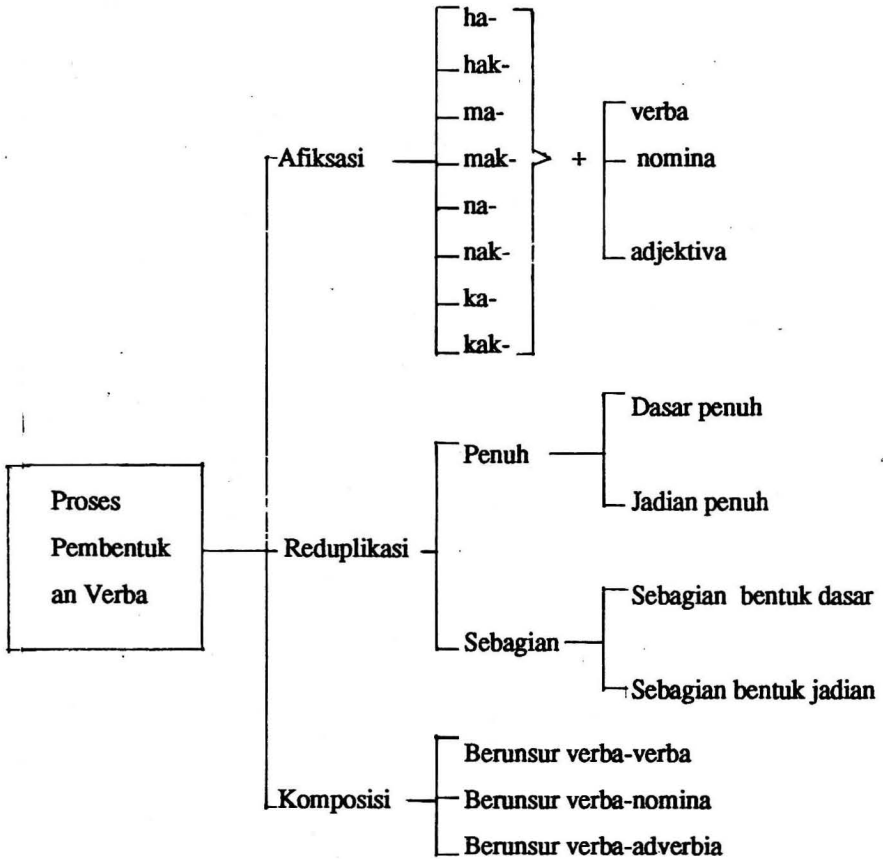 ha-
hak-
ma-
mak-
na-
nak-
ka-
kak-
Afiksasi
+
verba
nomina
adjektiva
Proses
Pembentuk
an Verba
Reduplikasi
Penuh
Dasar penuh
Jadian penuh
Sebagian
Sebagian bentuk dasar
Sebagian bentuk jadian
Komposisi
Berunsur verba-verba
Berunsur verba-nomina
Berunsur verba-adverbia